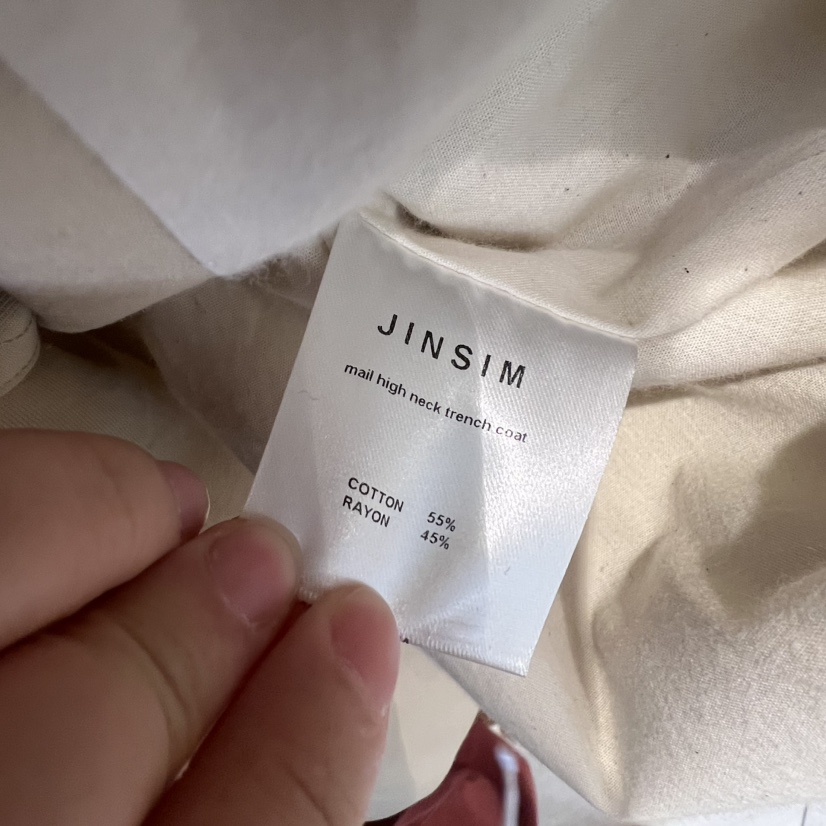 JINSIM
mail high neck trench coat
COTTON 55%
RAYON 45%